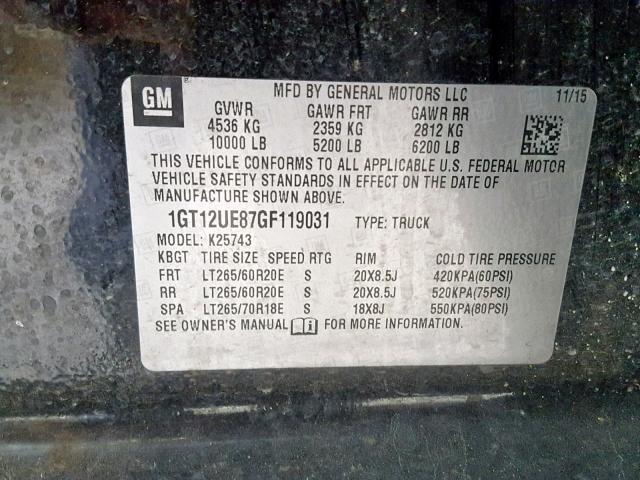 GM
MFD BY GENERAL MOTORS LLC 11/15
GVWR GAWR FRT GAWR RR
4536 KG 2359 KG 2812 KG
10000 LB 5200 LB 6200 LB
THIS VEHICLE CONFORMS TO ALL APPLICABLE U.S. FEDERAL MOTOR
VEHICLE SAFETY STANDARDS IN EFFECT ON THE DATE OF
MANUFACTURE SHOWN ABOVE.
1GT12UE87GF119031 TYPE: TRUCK
MODEL: K25743
KBGT TIRE SIZE SPEED RTG RIM COLD TIRE PRESSURE
FRT LT265/60R20E S 20X8.5J 420KPA(60PSI)
RR LT265/60R20E S 20X8.5J 520KPA(75PSI)
SPA LT265/70R18E S 18X8J 550KPA(80PSI)
SEE OWNER'S MANUAL i FOR MORE INFORMATION.